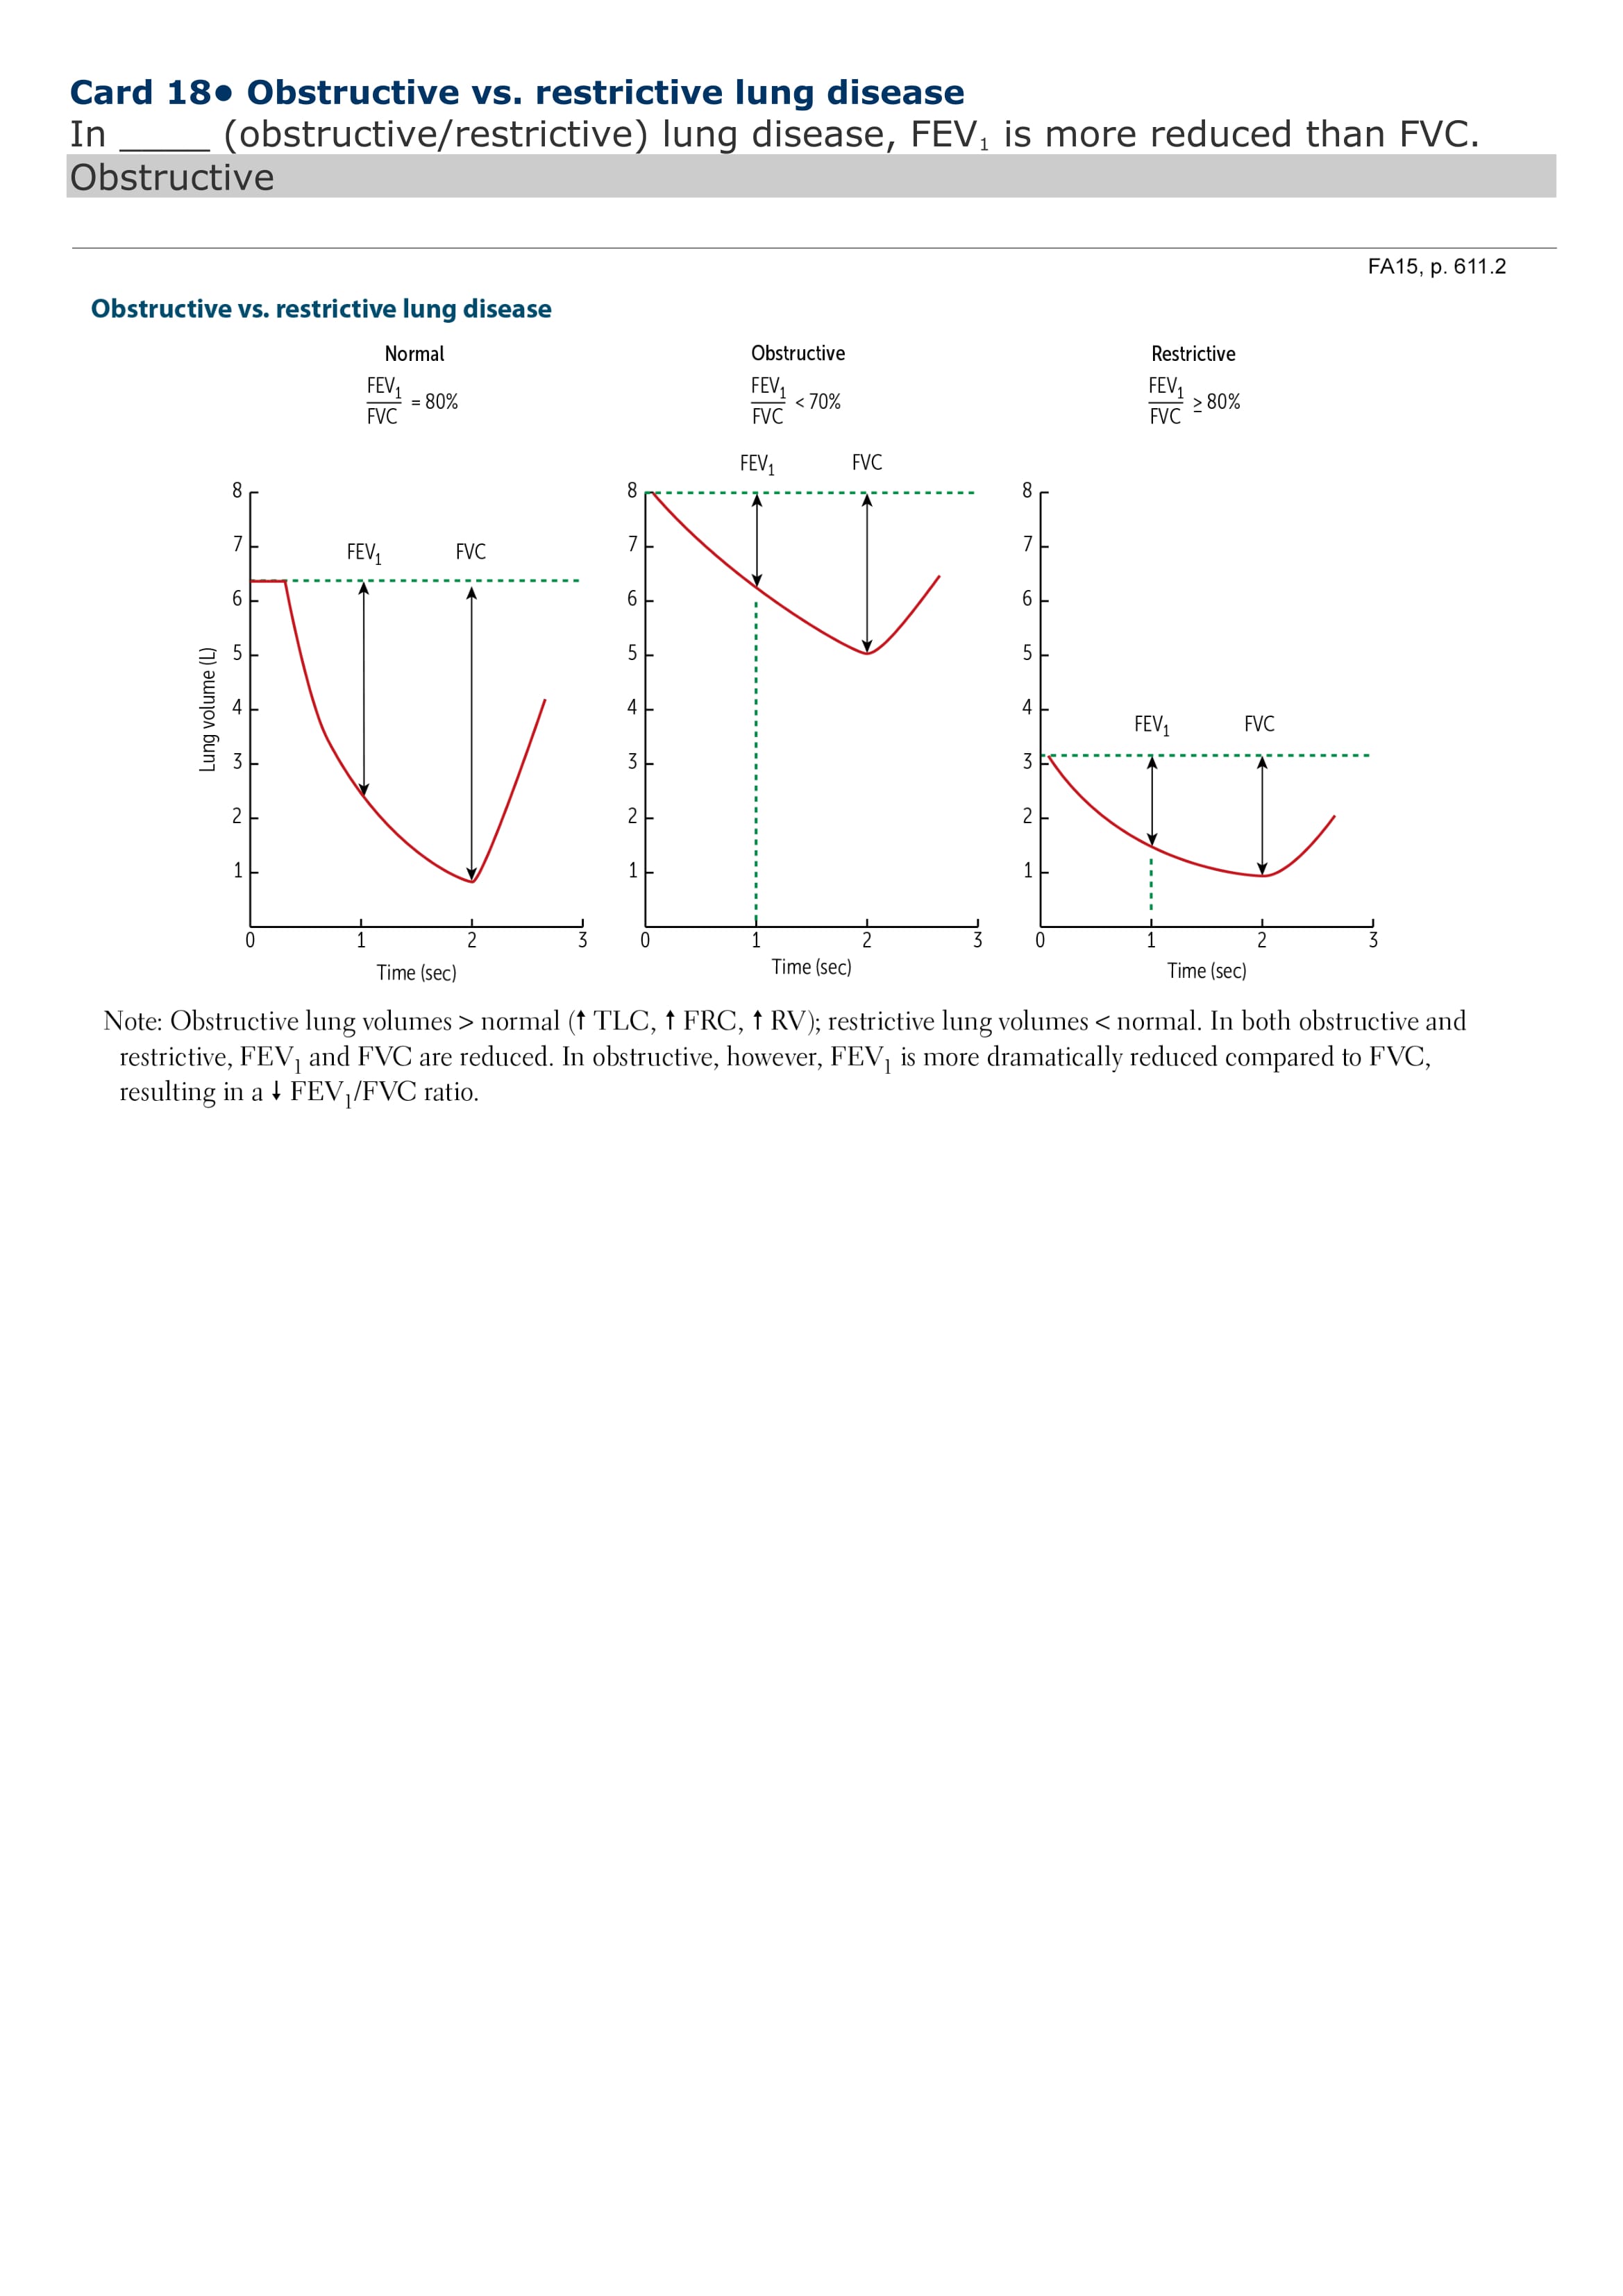 Card 18● Obstructive vs. restrictive lung disease
In _____ (obstructive/restrictive) lung disease, FEV₁ is more reduced than FVC.
Obstructive
FA15, p. 611.2
Obstructive vs. restrictive lung disease
Normal
FEV₁
FVC
= 80%
Obstructive
FEV₁
FVC
< 70%
Restrictive
FEV₁
FVC
≥ 80%
Lung volume (L)
8
7
6
5
4
3
2
1
FEV₁
FVC
0
1
2
3
Time (sec)
8
7
6
5
4
3
2
1
FEV₁
FVC
0
1
2
3
Time (sec)
8
7
6
5
4
3
2
1
FEV₁
FVC
0
1
2
3
Time (sec)
Note: Obstructive lung volumes > normal (↑ TLC, ↑ FRC, ↑ RV); restrictive lung volumes < normal. In both obstructive and
restrictive, FEV₁ and FVC are reduced. In obstructive, however, FEV₁ is more dramatically reduced compared to FVC,
resulting in a ↓ FEV₁/FVC ratio.